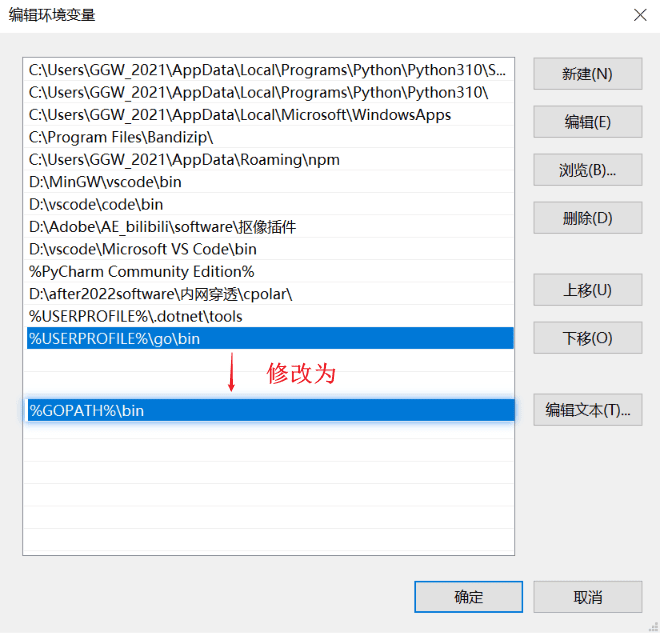 编辑环境变量
C:\Users\GGW_2021\AppData\Local\Programs\Python\Python310\S...
C:\Users\GGW_2021\AppData\Local\Programs\Python\Python310\
C:\Users\GGW_2021\AppData\Local\Microsoft\WindowsApps
C:\Program Files\Bandizip\
C:\Users\GGW_2021\AppData\Roaming\npm
D:\MinGW\vscode\bin
D:\vscode\code\bin
D:\Adobe\AE_bilibili\software\抠像插件
D:\vscode\Microsoft VS Code\bin
%PyCharm Community Edition%
D:\after2022software\内网穿透\cpolar\
%USERPROFILE%\.dotnet\tools
%USERPROFILE%\go\bin
修改为
%GOPATH%\bin
新建(N)
编辑(E)
浏览(B)...
删除(D)
上移(U)
下移(O)
编辑文本(T)...
确定
取消